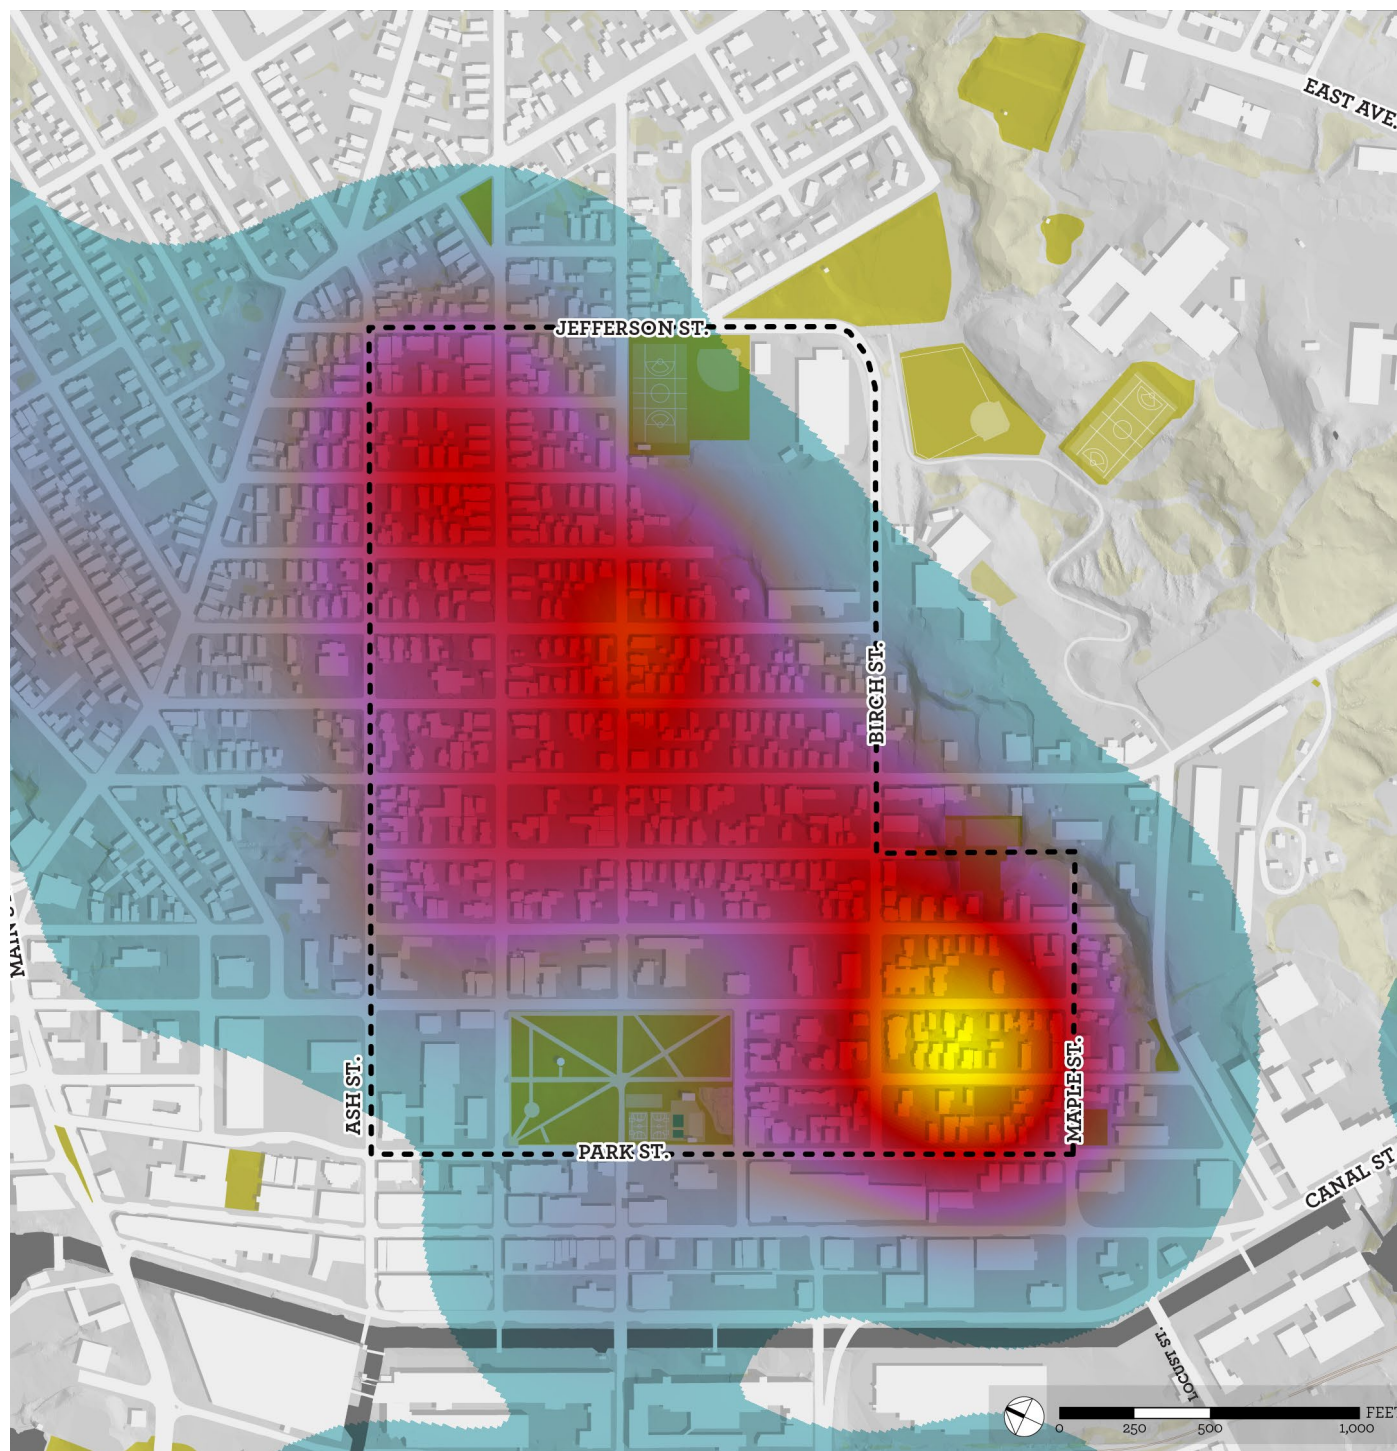 EAST AVE.
JEFFERSON ST.
BIRCH ST.
MAIN
ASH ST.
MAPLE ST.
PARK ST.
CANAL ST
LOCUST ST.
FEET
0 250 500 1,000